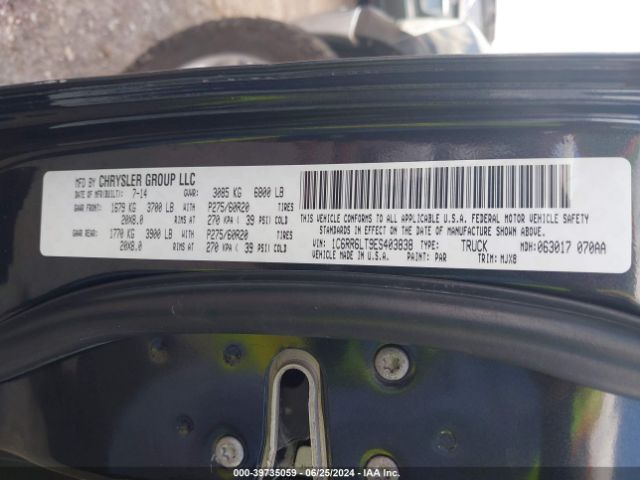 MFD BY CHRYSLER GROUP LLC
DATE OF MFR(BUILT): 7-14 GVWR: 3085 KG 6800 LB
GAWR FRONT: 1679 KG 3700 LB WITH P275/60R20 TIRES
20X8.0 RIMS AT 270 KPA ( 39 PSI) COLD
GAWR REAR: 1770 KG 3900 LB WITH P275/60R20 TIRES
20X8.0 RIMS AT 270 KPA ( 39 PSI) COLD
THIS VEHICLE CONFORMS TO ALL APPLICABLE U.S.A. FEDERAL MOTOR VEHICLE SAFETY
STANDARDS IN EFFECT ON THE DATE OF MANUFACTURE SHOWN ABOVE.
VIN: 1C6RR6LT9ES403838 TYPE: TRUCK MDH: 063017 070AA
VEHICLE MADE IN U.S.A. PAINT: PAR TRIM: MJX8
000-39735059 - 06/25/2024 - IAA Inc.